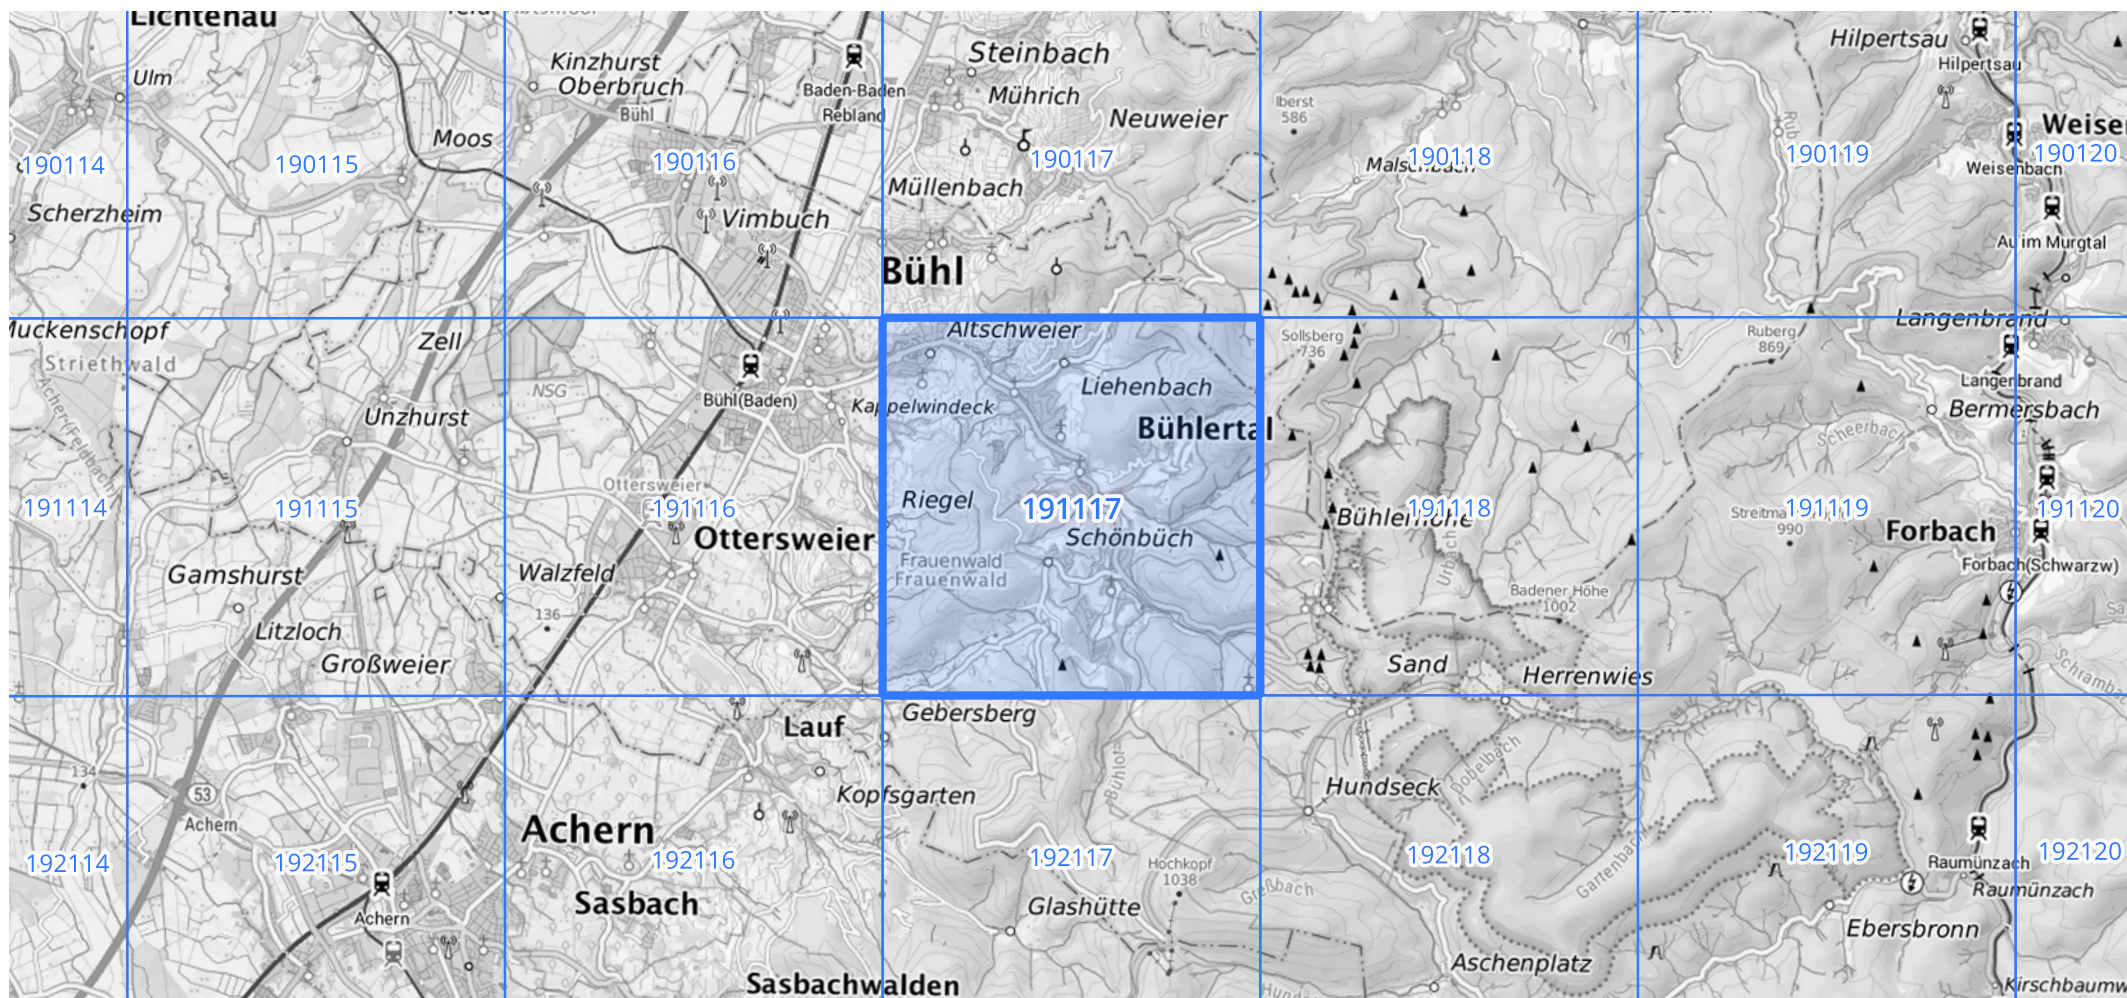 Lichtenau
Steinbach
Hilpertsau
Kinzhurst
Oberbruch
Hilpertsau
Ulm
Baden-Baden
Rebland
Mührich
Bühl
Iberst
586
Neuweier
Moos
Weise
190114
190115
190116
190117
190118
190119
190120
Malschbach
Weisenbach
Müllenbach
Scherzheim
Vimbuch
Au im Murgtal
Bühl
Muckenschopf
Altschweier
Langenbrand
Zell
Striethwald
Sollsberg
736
Ruberg
869
Langenbrand
NSG
Liehenbach
Bühl(Baden)
Kappelwindeck
Unzhurst
Bühlertal
Bermersbach
Scheerbach
Acher(Feldbach)
Ottersweier
191114
191115
191116
Riegel
191117
191118
191119
191120
Bühlerhöhe
990
Ottersweier
Schönbüch
Forbach
Forbach(Schwarzw)
Frauenwald
Frauenwald
Urbach
Gamshurst
Walzfeld
Badener Höhe
1002
136
Litzloch
Großweier
Sand
Herrenwies
Gebersberg
Lauf
Bühlot
Dobelbach
134
53
Hundseck
Kopfsgarten
Achern
Achern
192114
192115
192116
192117
192118
192119
192120
Hochkopf
1038
Gartenbach
Raumünzach
Raumünzach
Greßbach
Sasbach
Glashütte
Achern
Ebersbronn
Aschenplatz
Sasbachwalden